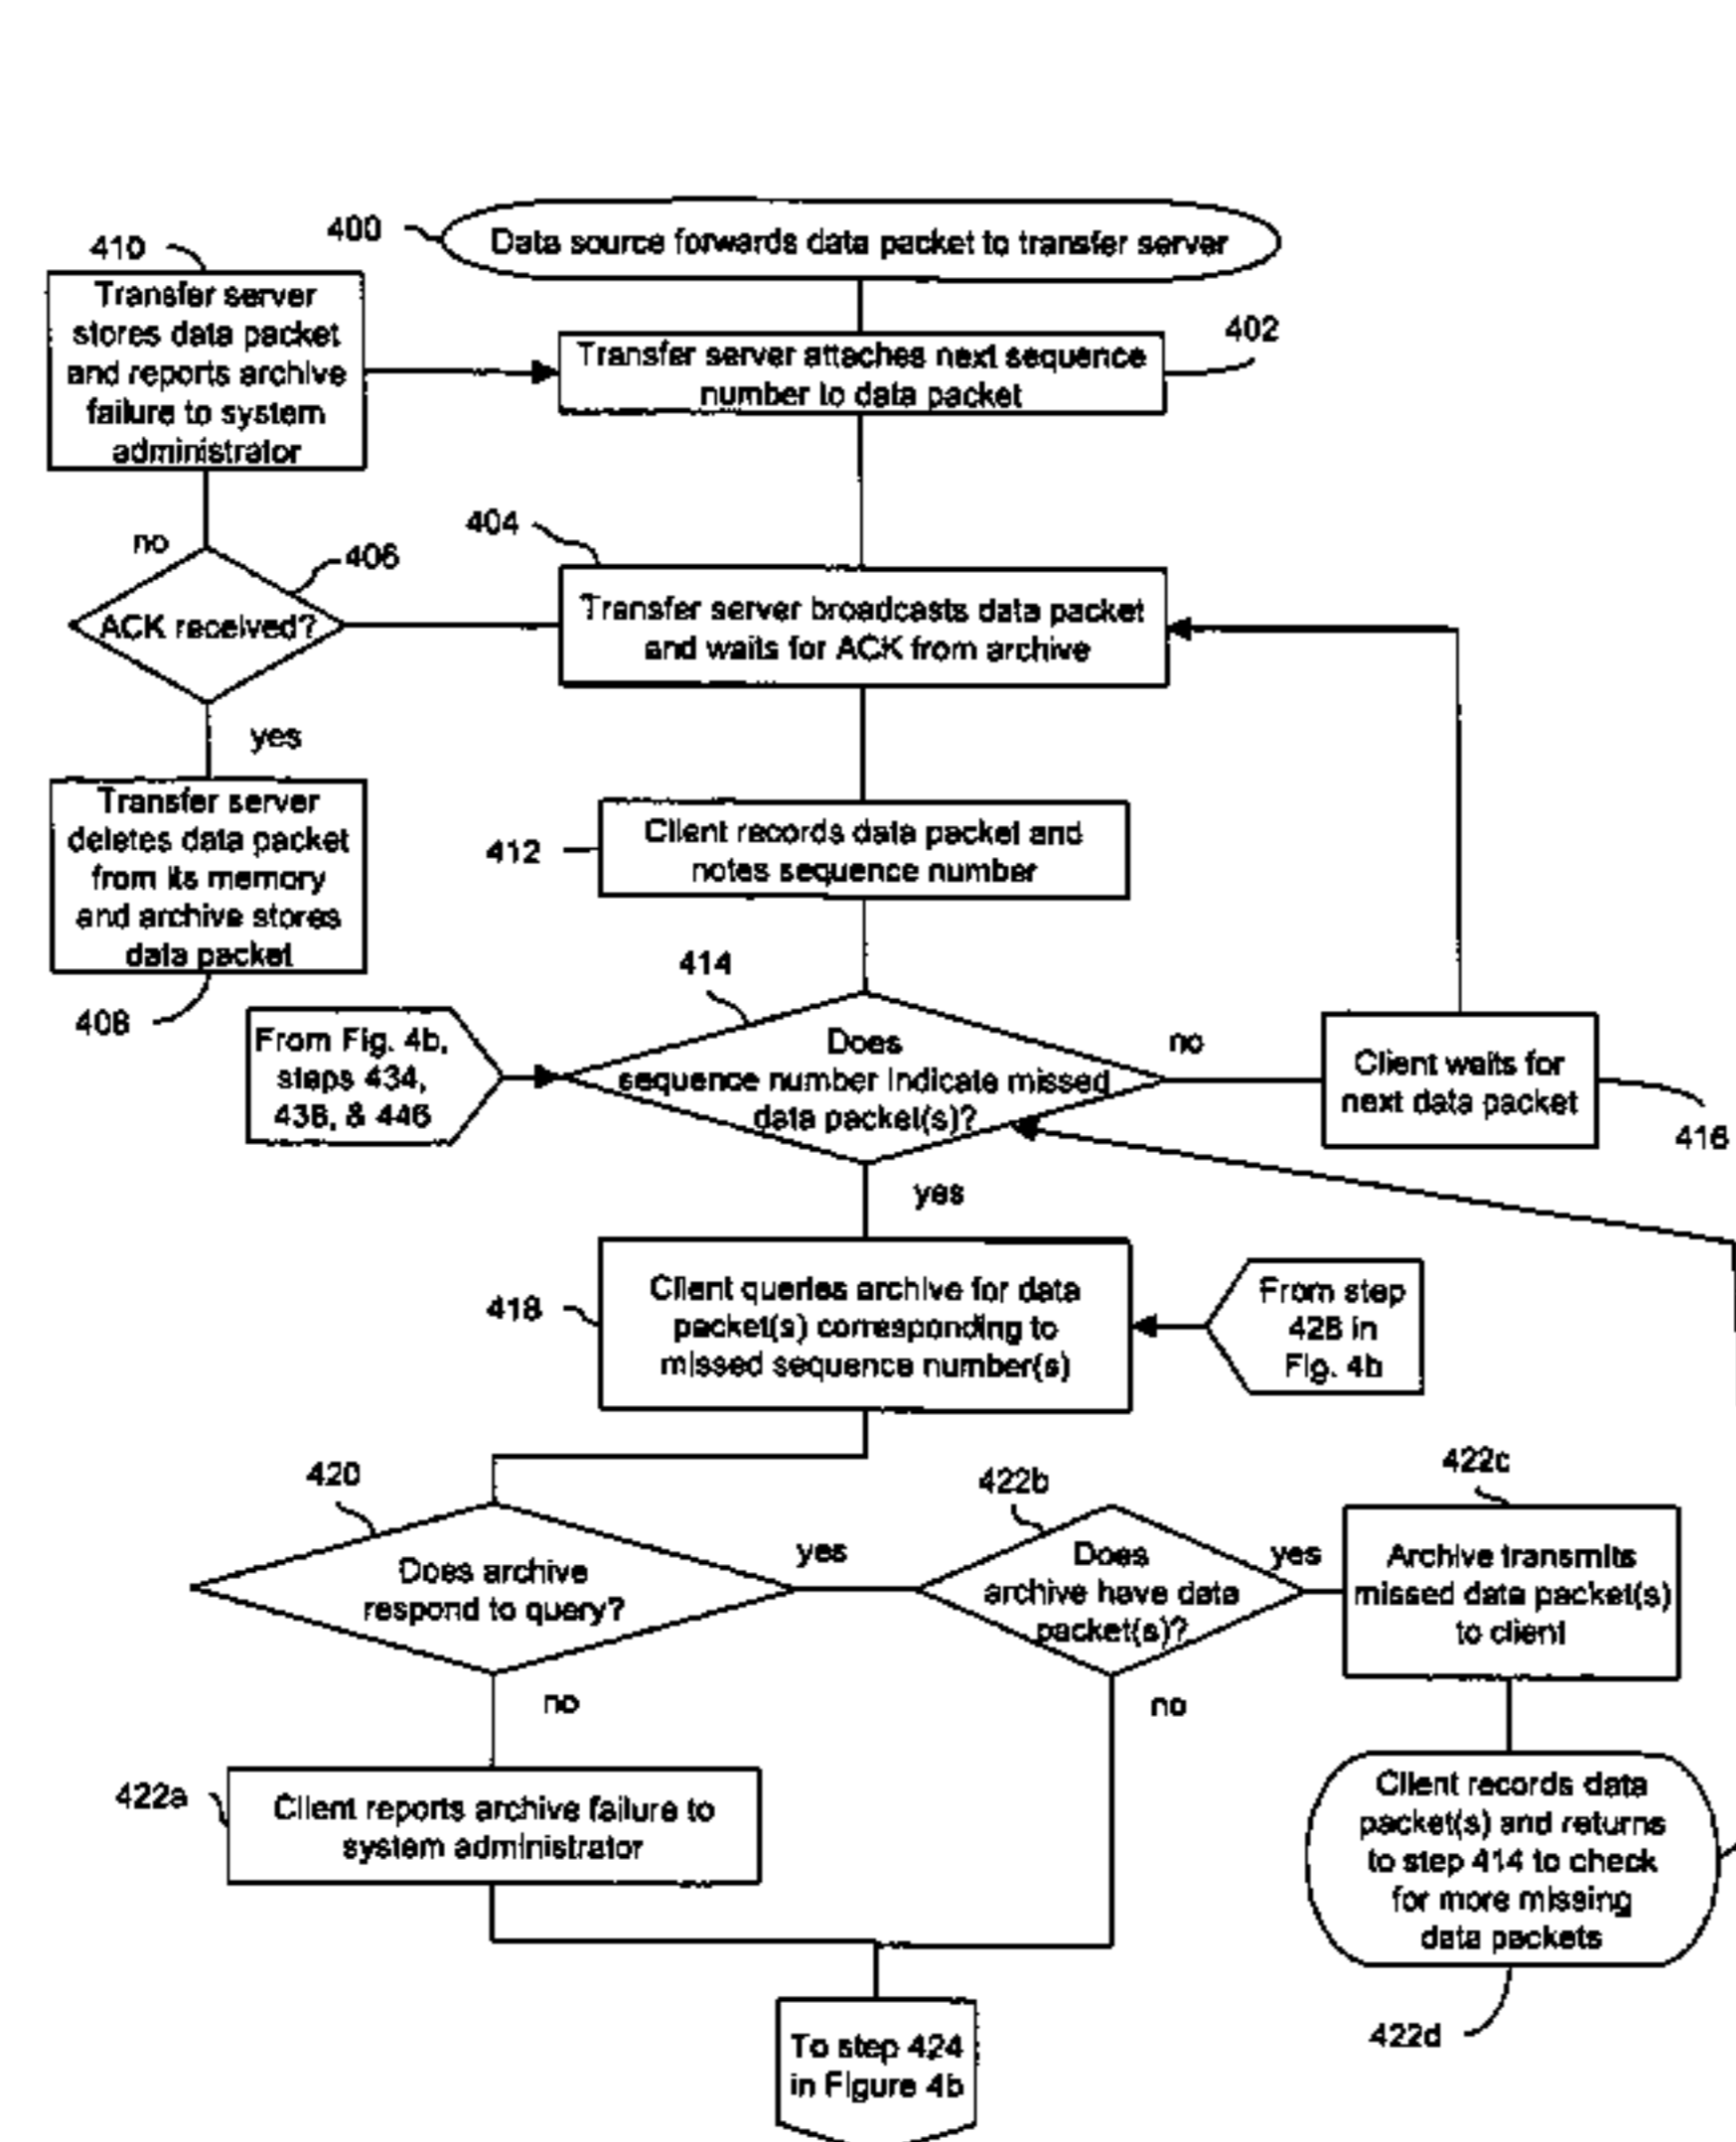 400
Data source forwards data packet to transfer server
410
Transfer server
stores data packet
and reports archive
failure to system
administrator
402
Transfer server attaches next sequence
number to data packet
404
Transfer server broadcasts data packet
and waits for ACK from archive
no
406
ACK received?
yes
Transfer server
deletes data packet
from its memory
and archive stores
data packet
408
412
Client records data packet and
notes sequence number
414
From Fig. 4b,
steps 434,
438, & 446
Does
sequence number indicate missed
data packet(s)?
no
Client waits for
next data packet
416
yes
418
Client queries archive for data
packet(s) corresponding to
missed sequence number(s)
From step
428 in
Fig. 4b
420
Does archive
respond to query?
yes
422b
Does
archive have data
packet(s)?
yes
422c
Archive transmits
missed data packet(s)
to client
no
no
422a
Client reports archive failure to
system administrator
Client records data
packet(s) and returns
to step 414 to check
for more missing
data packets
422d
To step 424
in Figure 4b